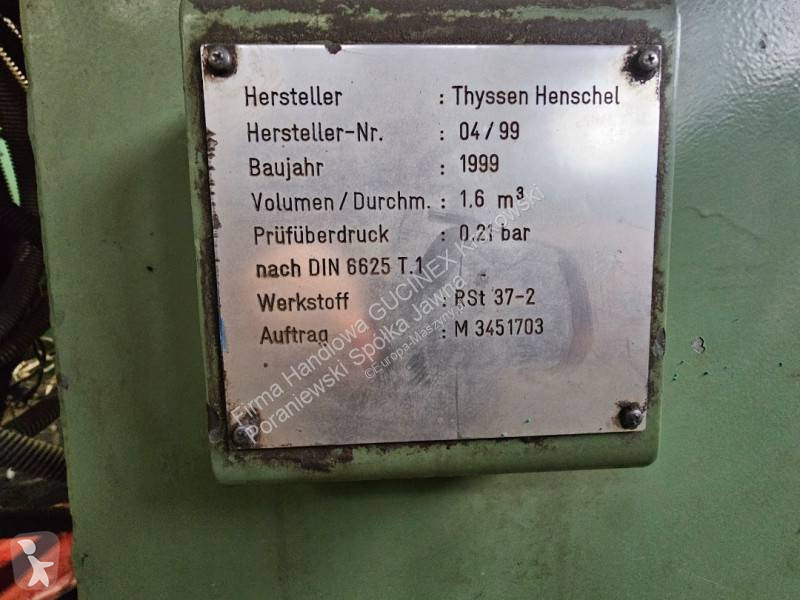 Hersteller : Thyssen Henschel
Hersteller-Nr. : 04/99
Baujahr : 1999
Volumen/Durchm. : 1.6 m³
Prüfüberdruck : 0.21 bar
nach DIN 6625 T.1
Werkstoff : RSt 37-2
Auftrag : M 3451703
Firma Handlowa GUCINEX Krakowski
Poraniewski Spółka Jawna
©Europa-Maszyny.pl